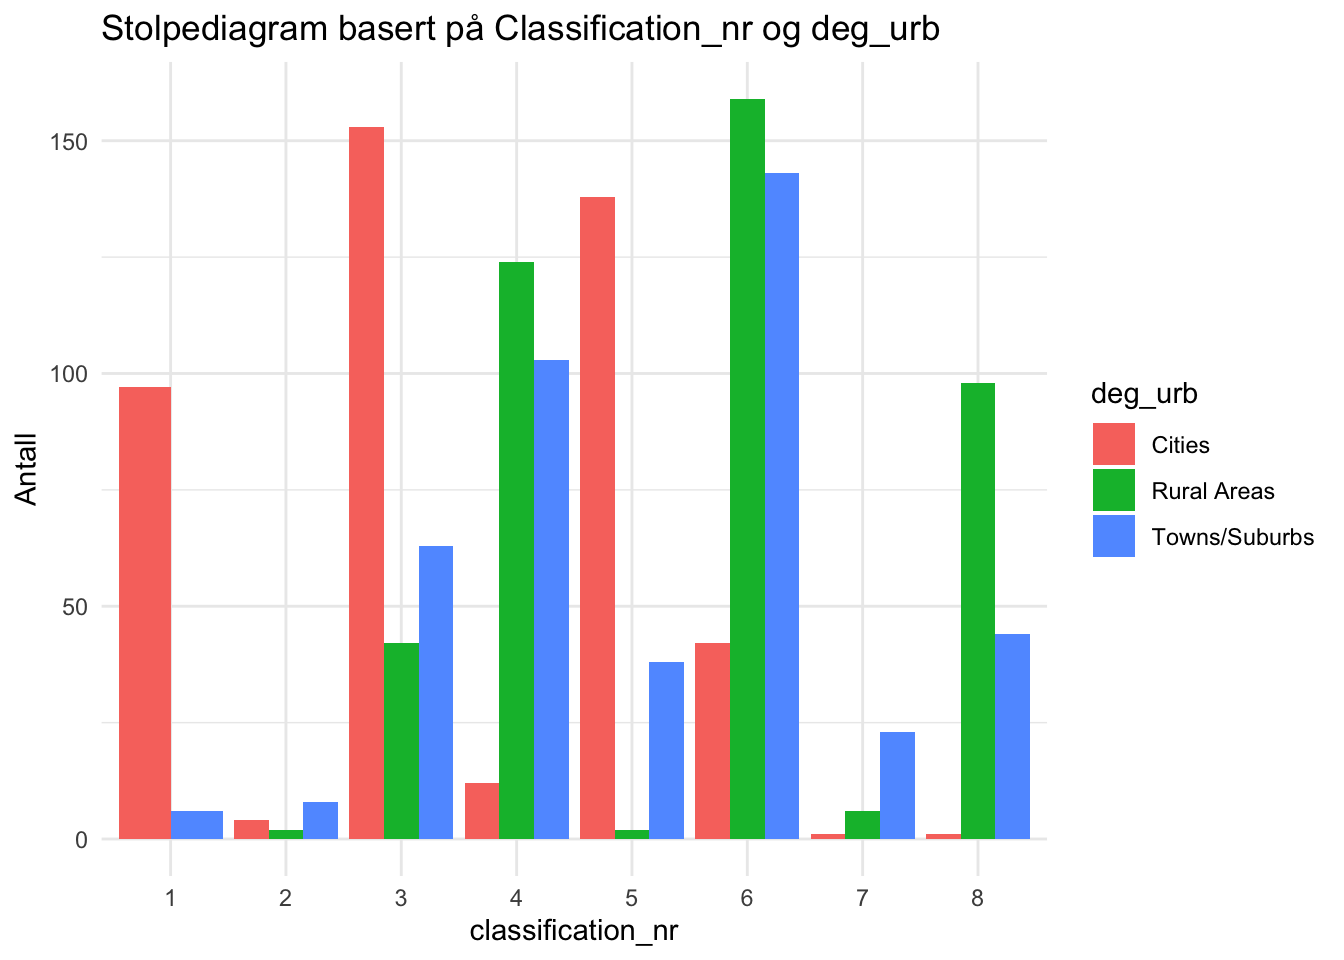 Stolpediagram basert på Classification_nr og deg_urb
150
100
50
0
Antall
1 2 3 4 5 6 7 8
classification_nr
deg_urb
Cities
Rural Areas
Towns/Suburbs